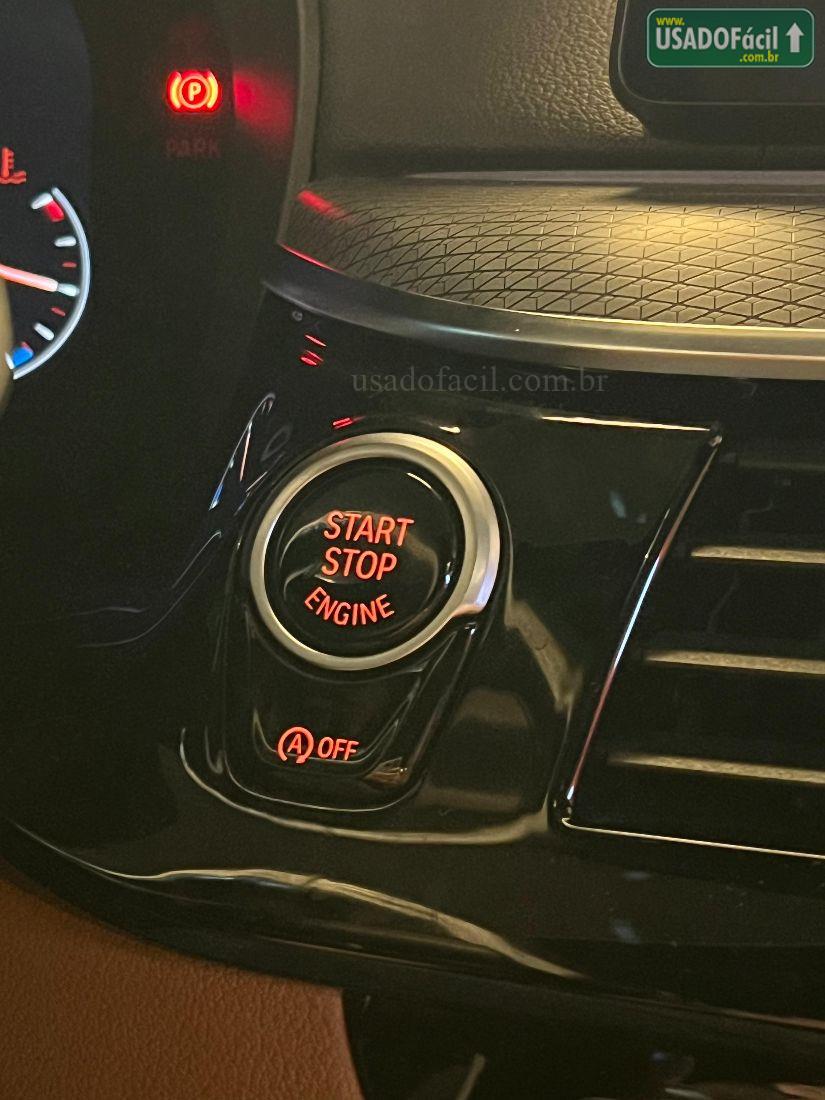 www.
USADOFácil
.com.br
P
PARK
usadofacil.com.br
START
STOP
ENGINE
A OFF